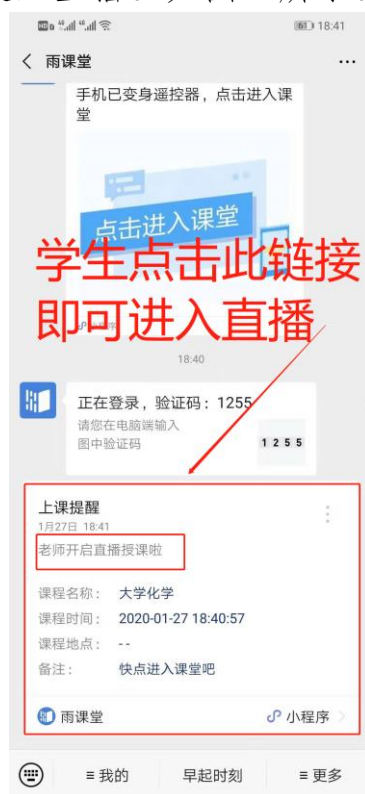 18:41
雨课堂
手机已变身遥控器，点击进入课
堂
点击进入课堂
学生点击此链接
即可进入直播
小程序
18:40
正在登录，验证码：1255
请您在电脑端输入
图中验证码
1 2 5 5
上课提醒
1月27日 18:41
老师开启直播授课啦
课程名称： 大学化学
课程时间： 2020-01-27 18:40:57
课程地点： --
备注： 快点进入课堂吧
雨课堂 小程序
≡ 我的 早起时刻 ≡ 更多